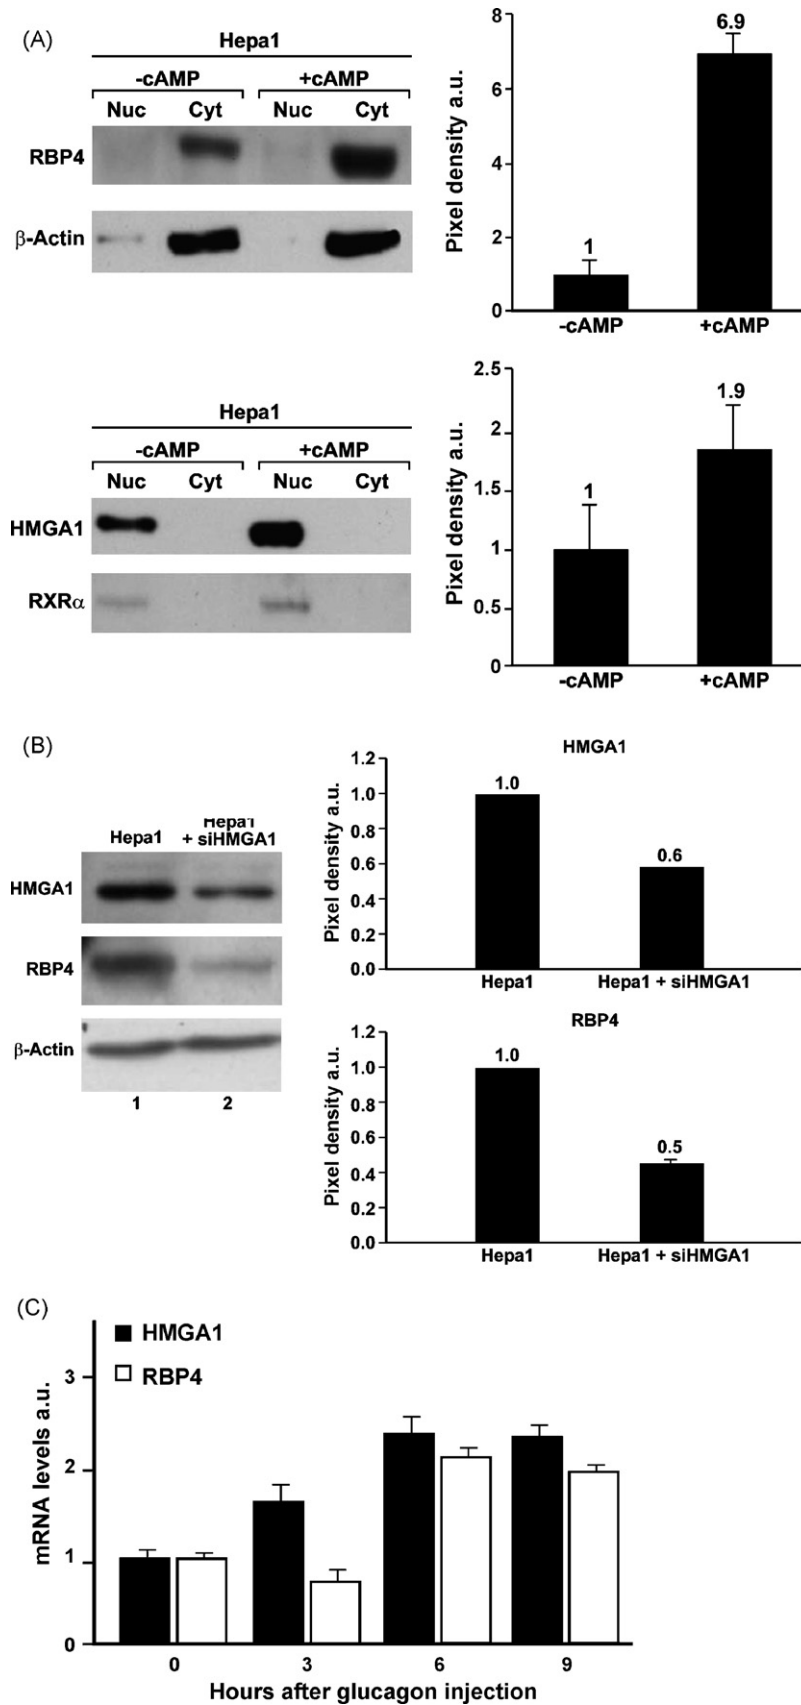 (A)
Hepa1
-cAMP +cAMP
Nuc Cyt Nuc Cyt
RBP4
β-Actin
Pixel density a.u.
8
6
4
2
0
1
6.9
-cAMP +cAMP
Hepa1
-cAMP +cAMP
Nuc Cyt Nuc Cyt
HMGA1
RXRα
Pixel density a.u.
2.5
2
1.5
1
0.5
0
1
1.9
-cAMP +cAMP
(B)
Hepa1
Hepa1
+ siHMGA1
HMGA1
RBP4
β-Actin
1 2
HMGA1
Pixel density a.u.
1.2
1.0
0.8
0.6
0.4
0.2
0.0
1.0
0.6
Hepa1 Hepa1 + siHMGA1
RBP4
Pixel density a.u.
1.2
1.0
0.8
0.6
0.4
0.2
0.0
1.0
0.5
Hepa1 Hepa1 + siHMGA1
(C)
HMGA1
RBP4
mRNA levels a.u.
3
2
1
0
0 3 6 9
Hours after glucagon injection